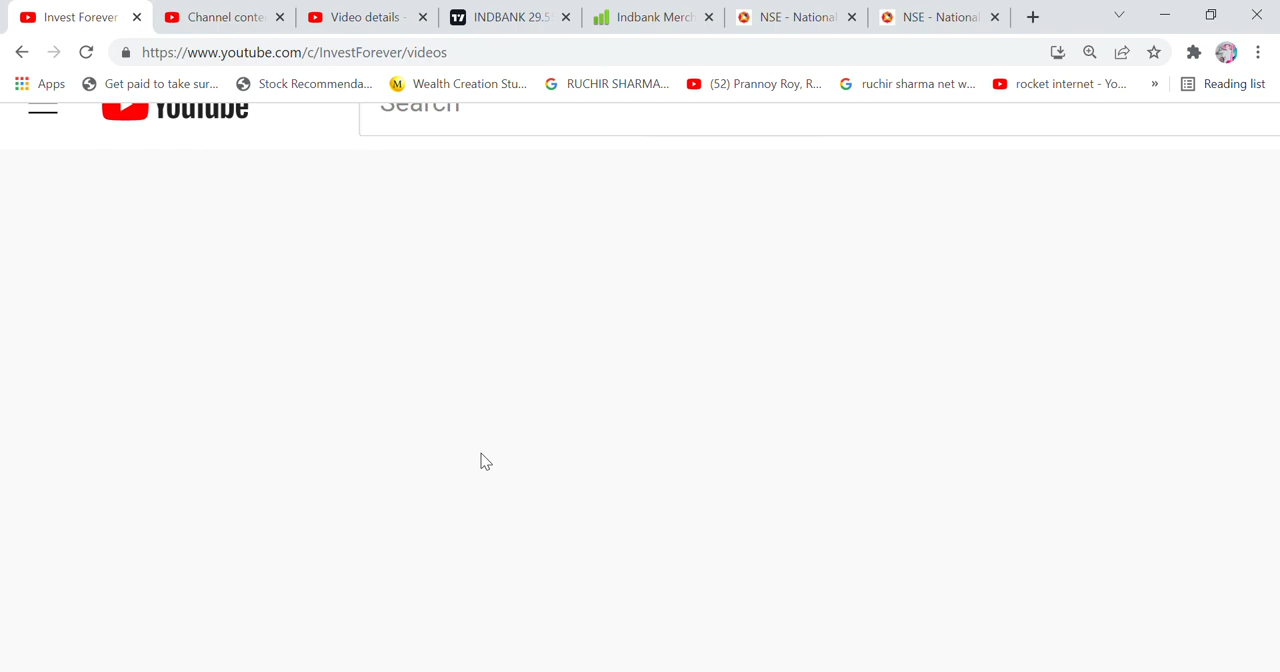 Invest Forever Channel conte Video details - INDBANK 29.5 Indbank Merch NSE - National NSE - National
https://www.youtube.com/c/InvestForever/videos
Apps Get paid to take sur... Stock Recommenda... M Wealth Creation Stu... RUCHIR SHARMA... (52) Prannoy Roy, R... ruchir sharma net w... rocket internet - Yo... » Reading list
YouTube Search